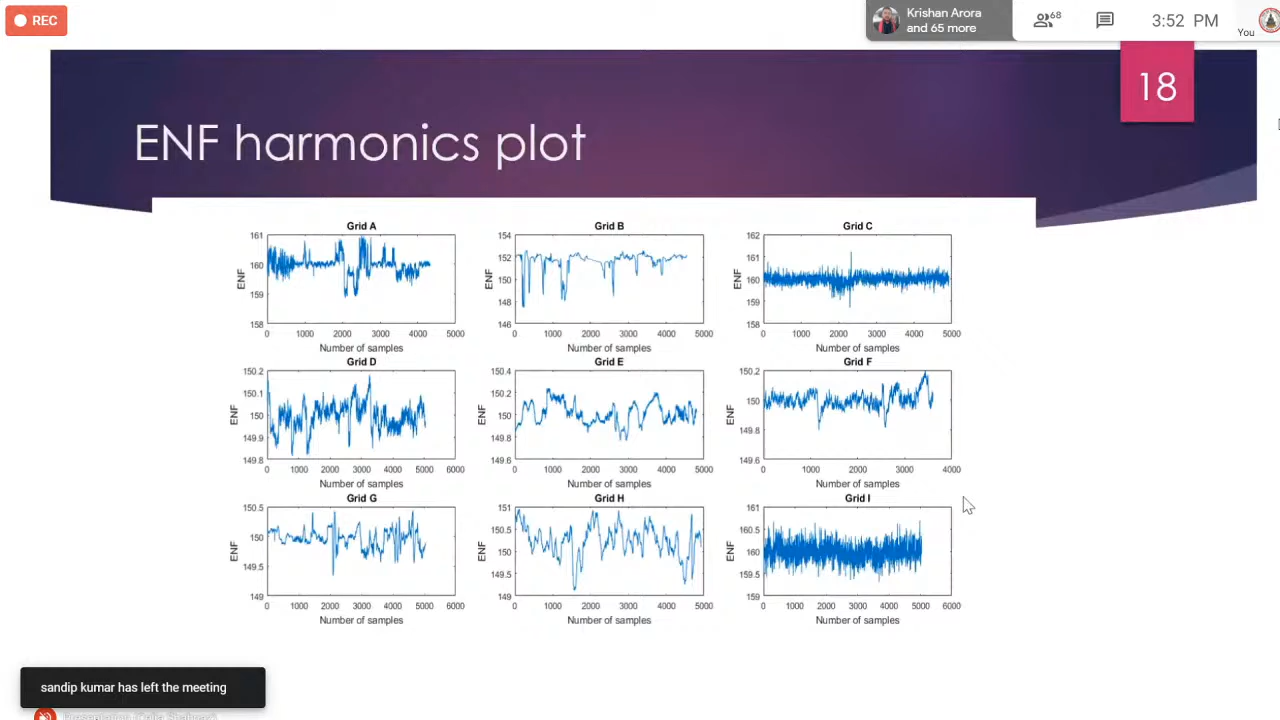 REC
Krishan Arora
and 65 more
68
3:52 PM
You
18
ENF harmonics plot
Grid A
161
160
159
158
ENF
0 1000 2000 3000 4000 5000
Number of samples
Grid B
154
152
150
148
146
ENF
0 1000 2000 3000 4000 5000
Number of samples
Grid C
162
161
160
159
158
ENF
0 1000 2000 3000 4000 5000
Number of samples
Grid D
150.2
150.1
150
149.9
149.8
ENF
0 1000 2000 3000 4000 5000 6000
Number of samples
Grid E
150.4
150.2
150
149.8
149.6
ENF
0 1000 2000 3000 4000 5000
Number of samples
Grid F
150.2
150
149.8
149.6
ENF
0 1000 2000 3000 4000
Number of samples
Grid G
150.5
150
149.5
149
ENF
0 1000 2000 3000 4000 5000 6000
Number of samples
Grid H
151
150.5
150
149.5
149
ENF
0 1000 2000 3000 4000 5000
Number of samples
Grid I
161
160.5
160
159.5
159
ENF
0 1000 2000 3000 4000 5000 6000
Number of samples
sandip kumar has left the meeting